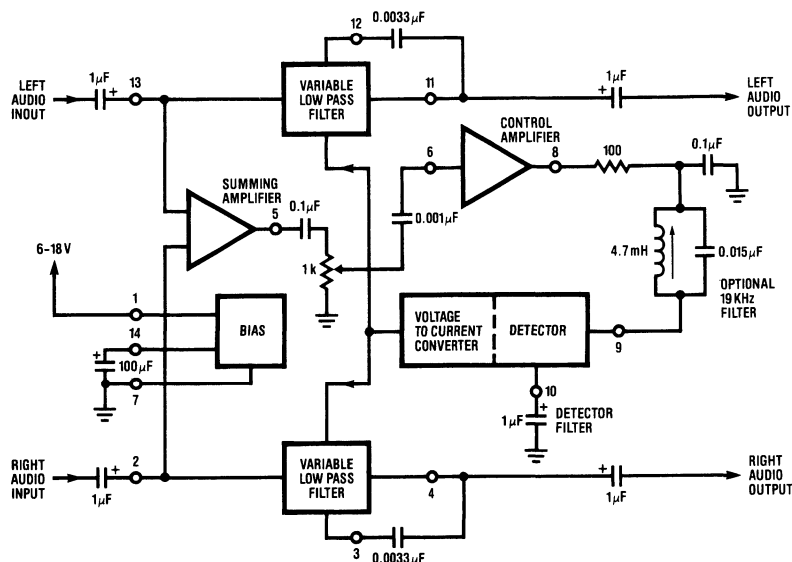 12
0.0033µF
LEFT
AUDIO
INOUT
1µF
+
13
VARIABLE
LOW PASS
FILTER
11
1µF
+
LEFT
AUDIO
OUTPUT
CONTROL
AMPLIFIER
6
8
100
0.1µF
SUMMING
AMPLIFIER
5
0.1µF
0.001µF
1k
4.7mH
0.015µF
OPTIONAL
19KHz
FILTER
6–18V
1
14
+
100µF
7
BIAS
VOLTAGE
TO CURRENT
CONVERTER
DETECTOR
9
10
+
1µF
DETECTOR
FILTER
RIGHT
AUDIO
INPUT
+
1µF
2
VARIABLE
LOW PASS
FILTER
4
+
1µF
RIGHT
AUDIO
OUTPUT
3
0.0033µF